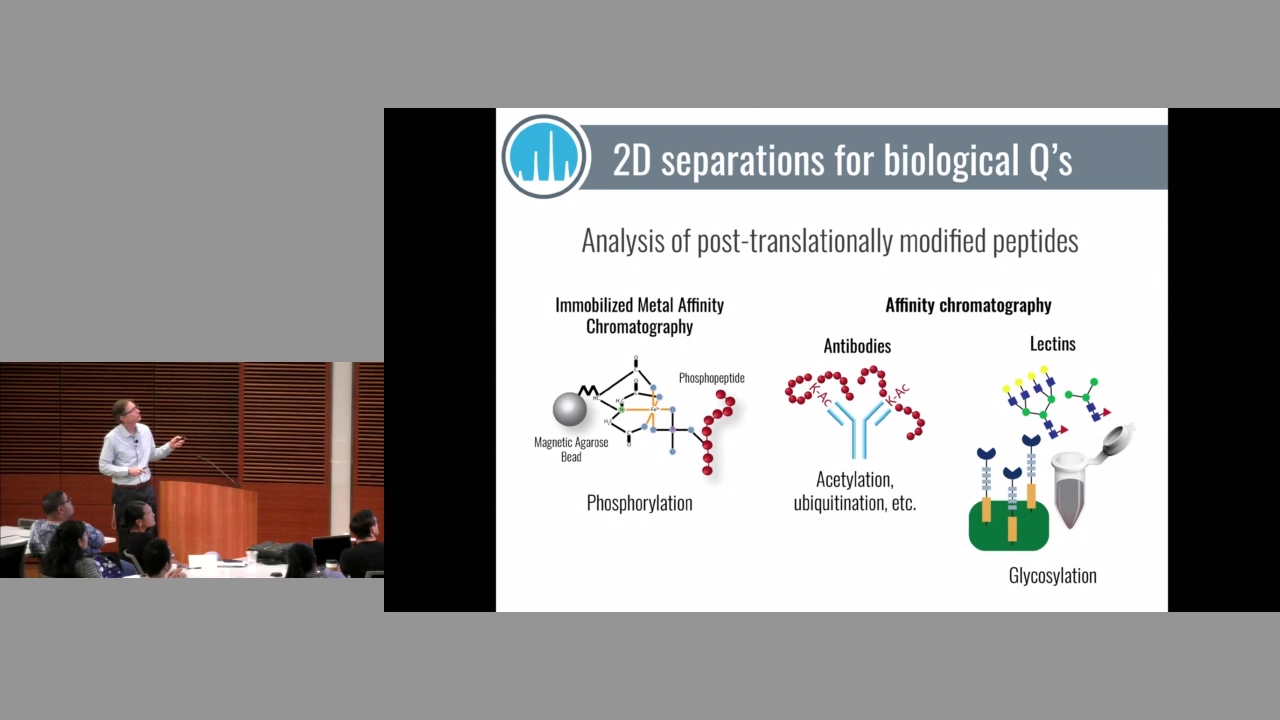 2D separations for biological Q's
Analysis of post-translationally modified peptides
Immobilized Metal Affinity
Chromatography
Phosphopeptide
Magnetic Agarose
Bead
Phosphorylation
Affinity chromatography
Antibodies
K-Ac
K-Ac
Acetylation,
ubiquitination, etc.
Lectins
Glycosylation